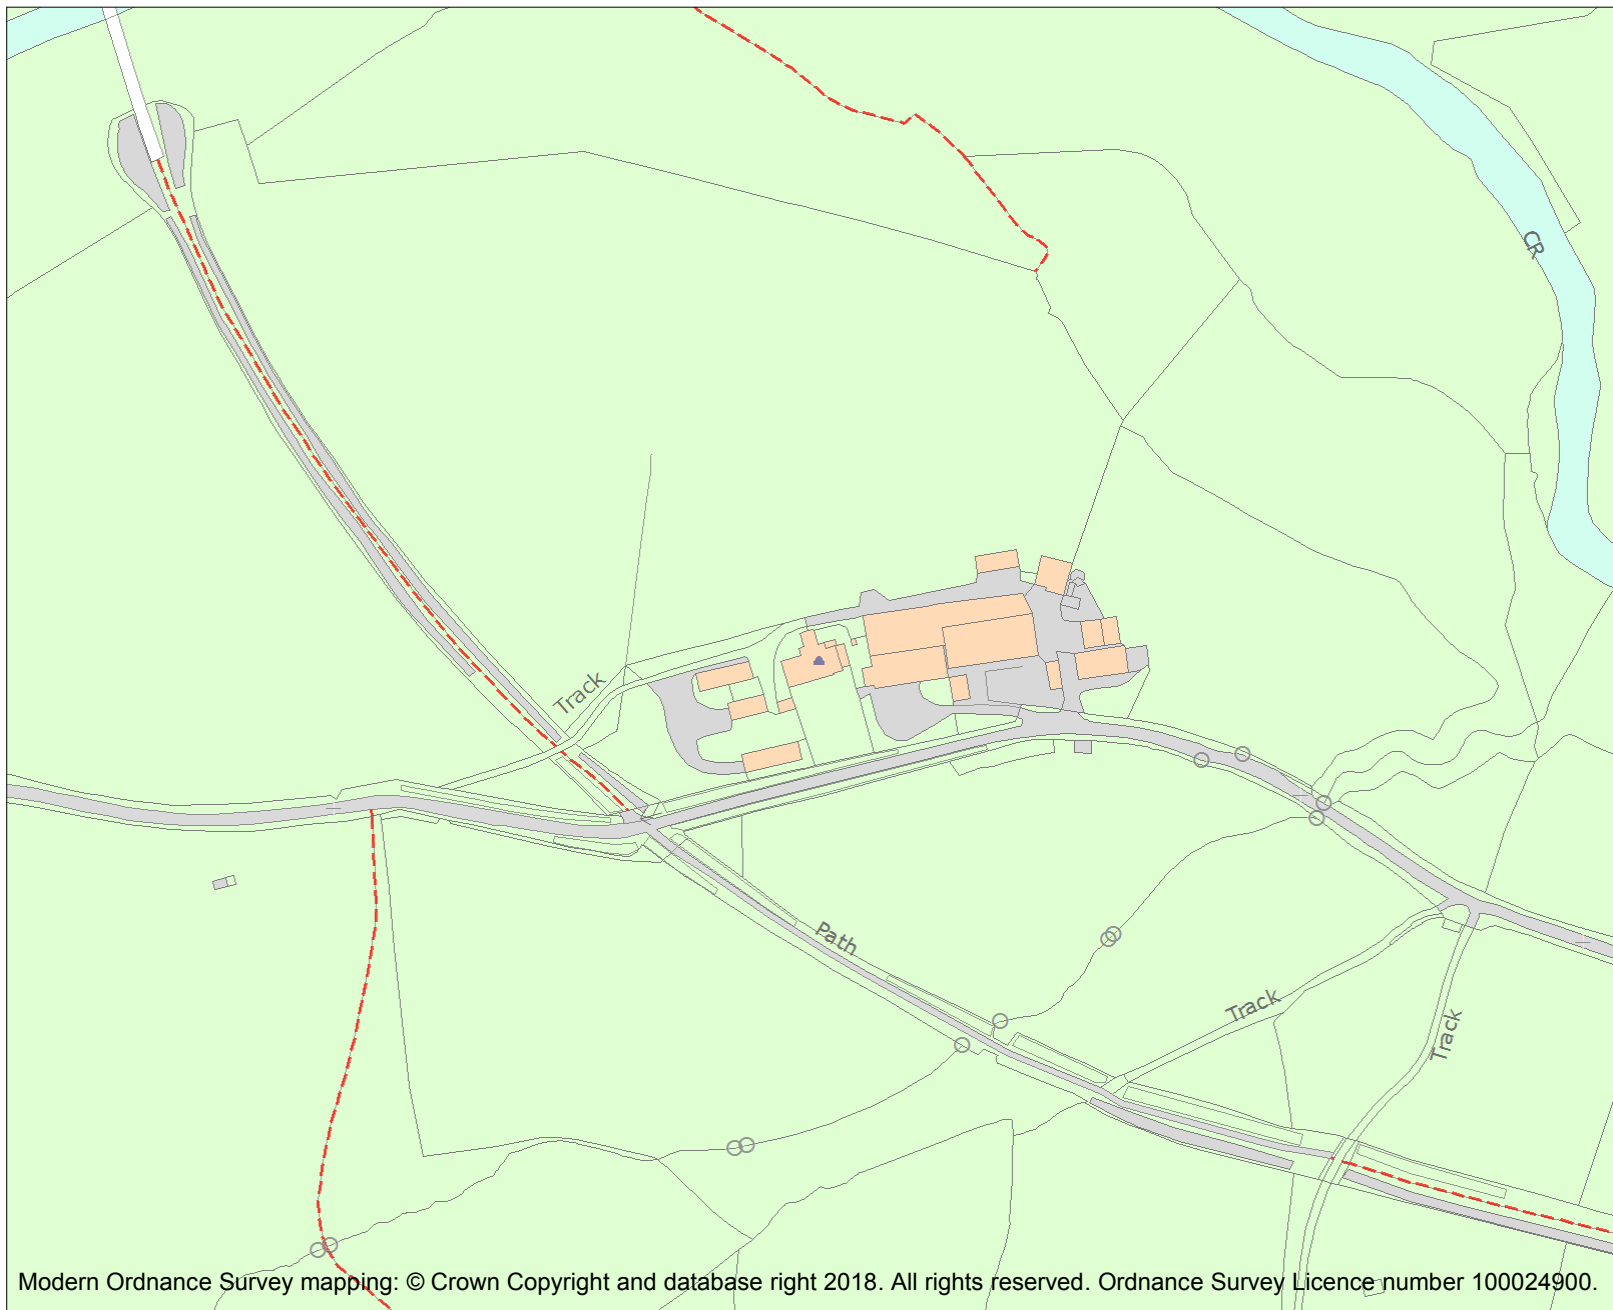 CR
Track
Path
Track
Track
Modern Ordnance Survey mapping: © Crown Copyright and database right 2018. All rights reserved. Ordnance Survey Licence number 100024900.